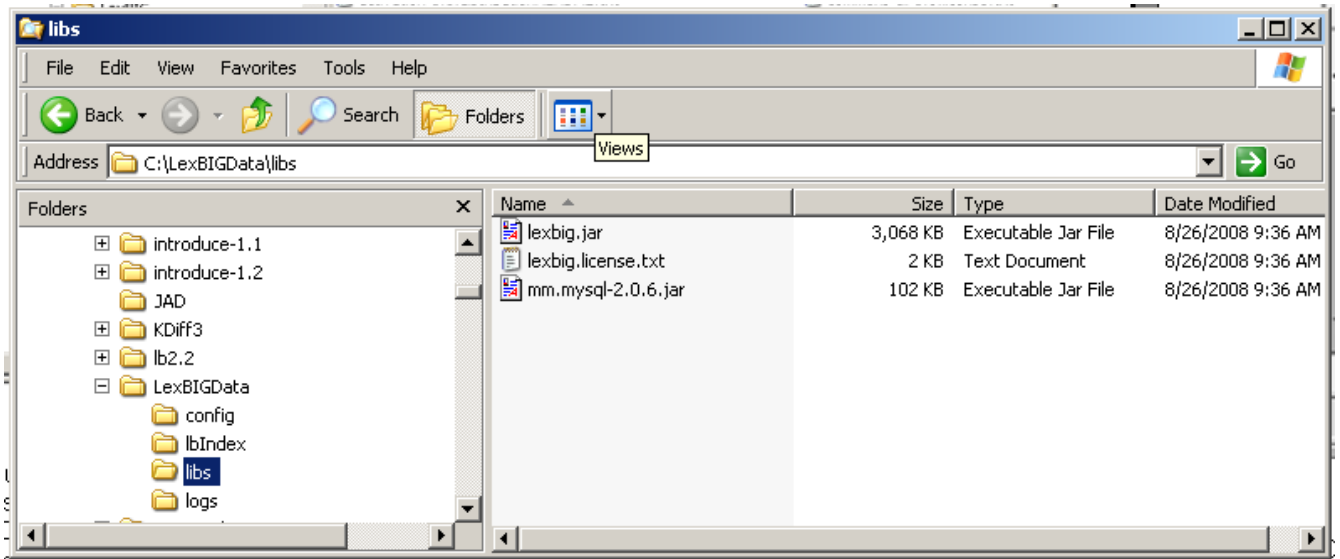 libs
File Edit View Favorites Tools Help
Back Search Folders
Views
Address C:\LexBIGData\libs Go
Folders
introduce-1.1
introduce-1.2
JAD
KDiff3
lb2.2
LexBIGData
config
lbIndex
libs
logs
Name Size Type Date Modified
lexbig.jar 3,068 KB Executable Jar File 8/26/2008 9:36 AM
lexbig.license.txt 2 KB Text Document 8/26/2008 9:36 AM
mm.mysql-2.0.6.jar 102 KB Executable Jar File 8/26/2008 9:36 AM